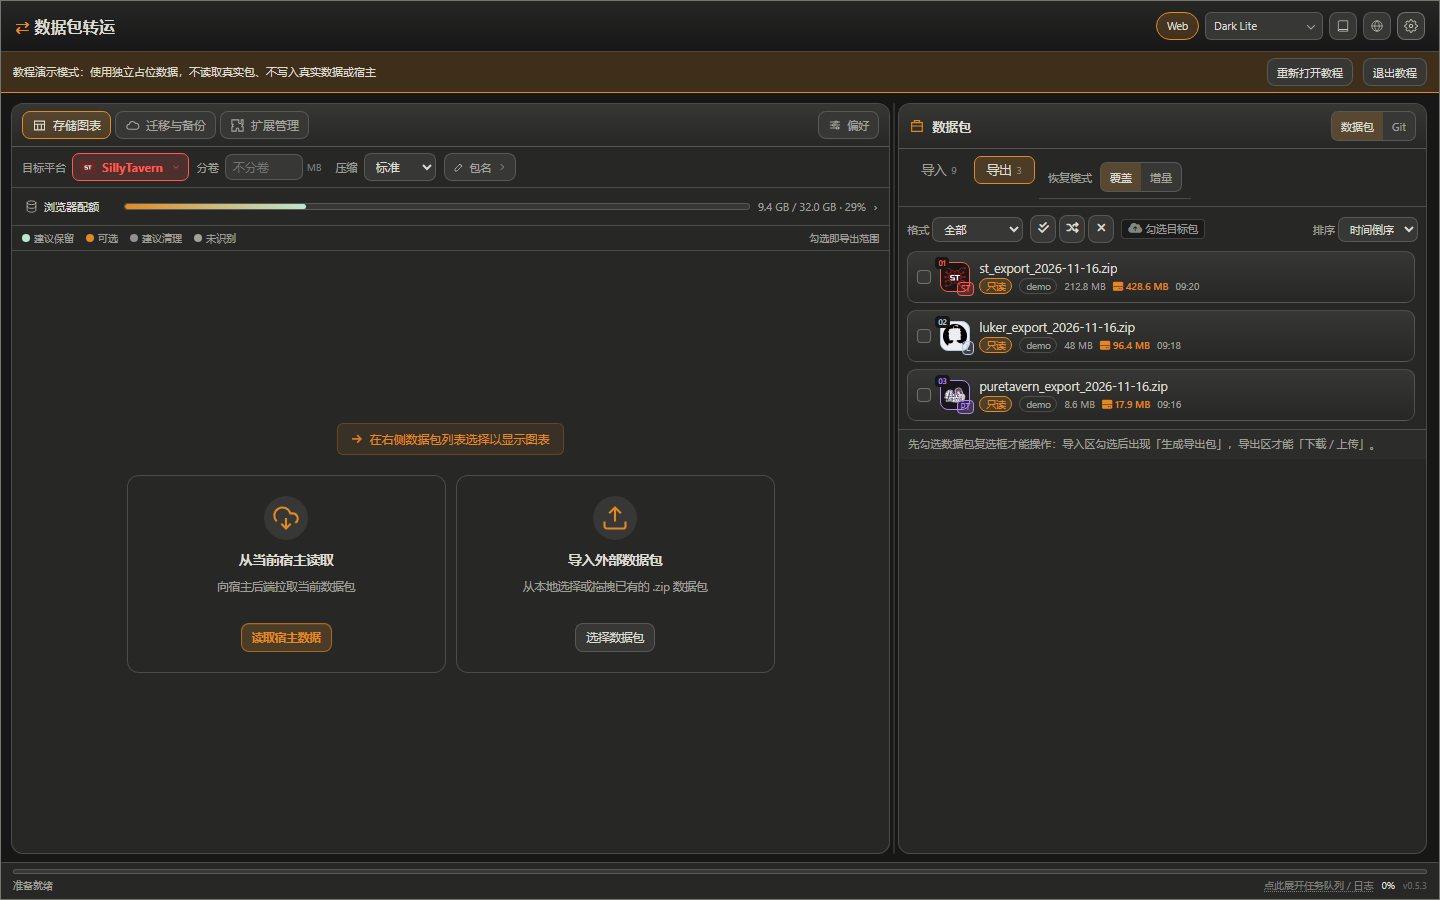 数据包转运
Web
Dark Lite
教程演示模式：使用独立占位数据，不读取真实包、不写入真实数据或宿主
重新打开教程
退出教程
存储图表
迁移与备份
扩展管理
偏好
目标平台
ST SillyTavern
分卷
不分卷
MB
压缩
标准
包名
浏览器配额
9.4 GB / 32.0 GB · 29%
建议保留
可选
建议清理
未识别
勾选即导出范围
在右侧数据包列表选择以显示图表
从当前宿主读取
向宿主后端拉取当前数据包
读取宿主数据
导入外部数据包
从本地选择或拖拽已有的 .zip 数据包
选择数据包
数据包
数据包
Git
导入 9
导出 3
恢复模式
覆盖
增量
格式
全部
勾选目标包
排序
时间倒序
01
ST
ST
st_export_2026-11-16.zip
只读
demo
212.8 MB
428.6 MB
09:20
02
L
luker_export_2026-11-16.zip
只读
demo
48 MB
96.4 MB
09:18
03
PT
puretavern_export_2026-11-16.zip
只读
demo
8.6 MB
17.9 MB
09:16
先勾选数据包复选框才能操作：导入区勾选后出现「生成导出包」，导出区才能「下载 / 上传」。
准备就绪
点此展开任务队列 / 日志
0%
v0.5.3